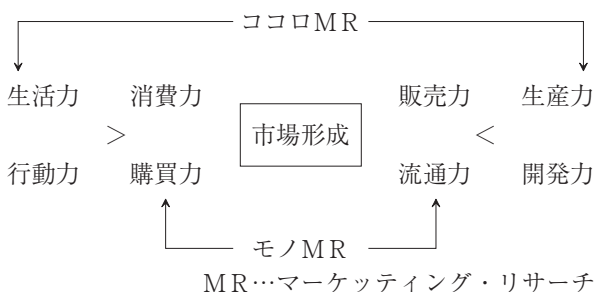 ココロMR
生活力 消費力 販売力 生産力
> 市場形成 <
行動力 購買力 流通力 開発力
モノMR
MR…マーケッティング・リサーチ